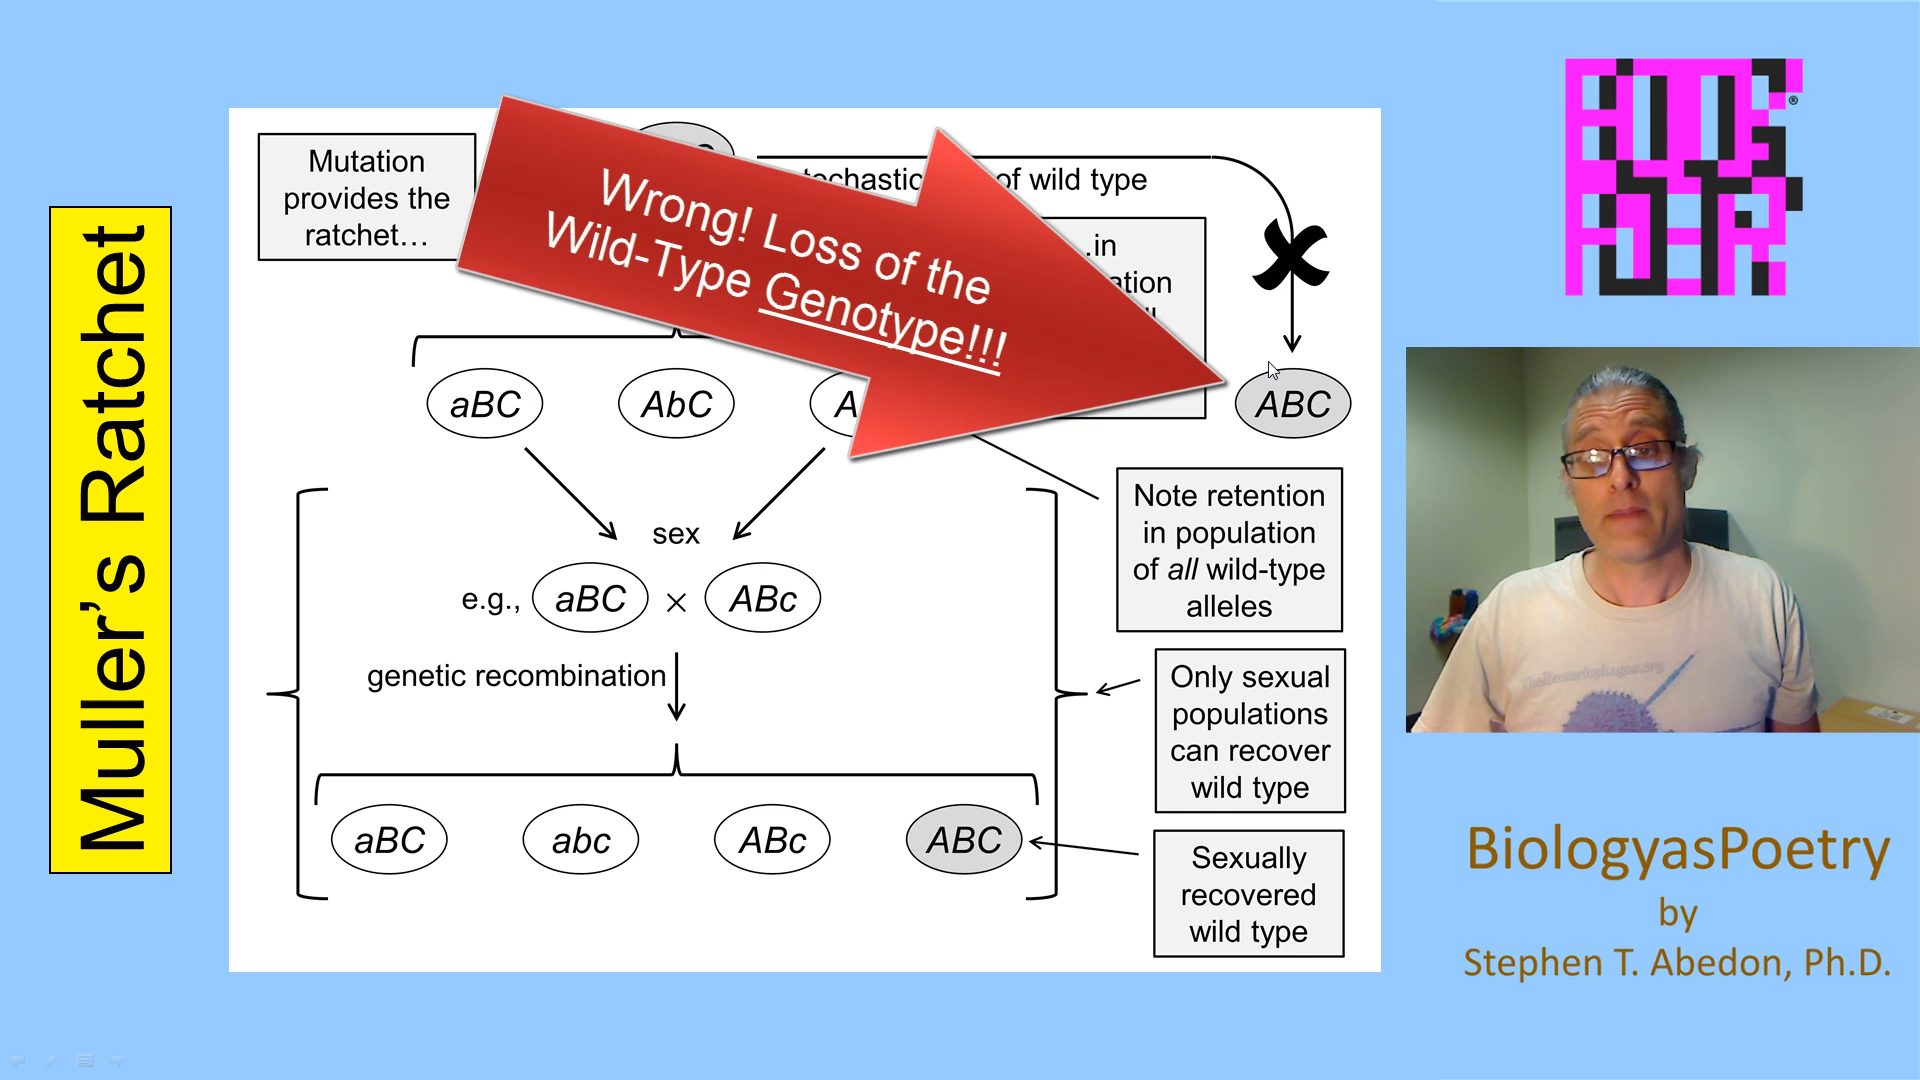 Muller's Ratchet
Mutation
provides the
ratchet…
of wild type
Wrong! Loss of the
Wild-Type Genotype!!!
…in
aBC
AbC
A
ABC
Note retention
in population
of all wild-type
alleles
sex
e.g., aBC × ABc
genetic recombination
Only sexual
populations
can recover
wild type
aBC
abc
ABc
ABC
Sexually
recovered
wild type
®
BiologyasPoetry
by
Stephen T. Abedon, Ph.D.